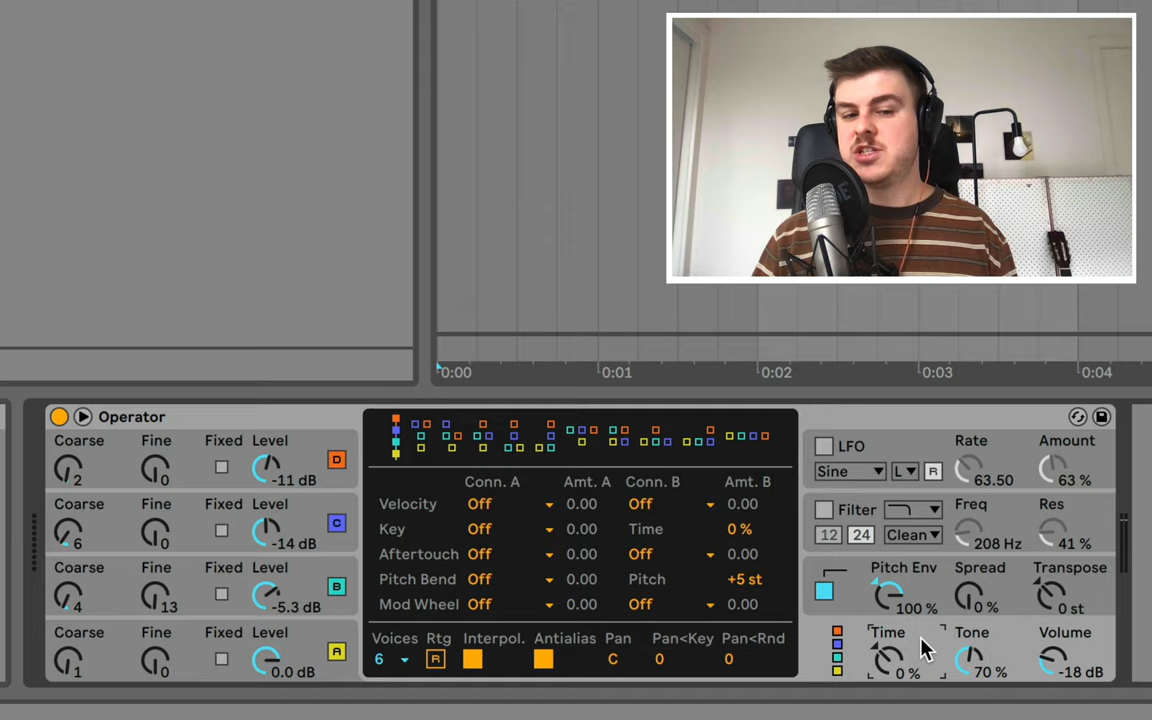 0:00 0:01 0:02 0:03 0:04
Operator
Coarse Fine Fixed Level
2 0 -11 dB D
Coarse Fine Fixed Level
6 0 -14 dB C
Coarse Fine Fixed Level
4 13 -5.3 dB B
Coarse Fine Fixed Level
1 0 0.0 dB A
Conn. A Amt. A Conn. B Amt. B
Velocity Off 0.00 Off 0.00
Key Off 0.00 Time 0 %
Aftertouch Off 0.00 Off 0.00
Pitch Bend Off 0.00 Pitch +5 st
Mod Wheel Off 0.00 Off 0.00
Voices Rtg Interpol. Antialias Pan Pan<Key Pan<Rnd
6 R C 0 0
LFO Rate Amount
Sine L R 63.50 63 %
Filter Freq Res
12 24 Clean 208 Hz 41 %
Pitch Env Spread Transpose
100 % 0 % 0 st
Time Tone Volume
0 % 70 % -18 dB